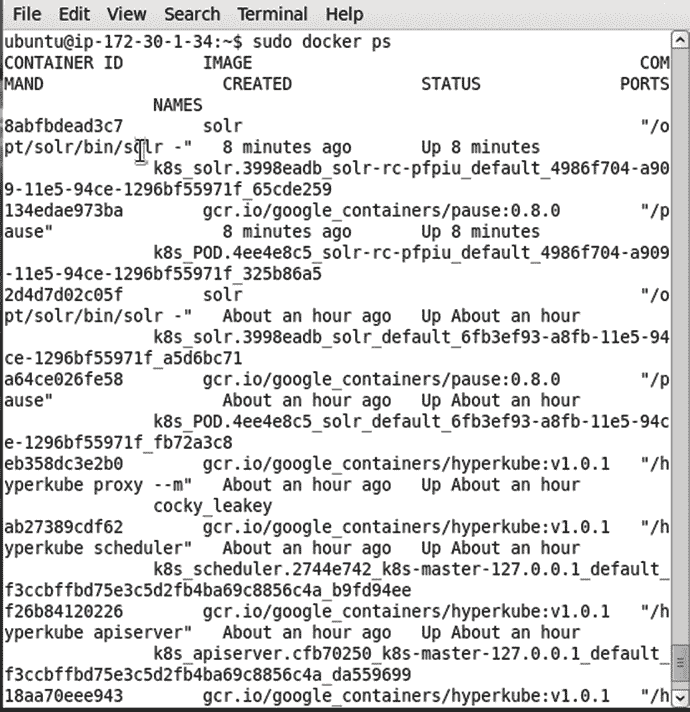 File Edit View Search Terminal Help
ubuntu@ip-172-30-1-34:~$ sudo docker ps
CONTAINER ID IMAGE COM
MAND CREATED STATUS PORTS
NAMES
8abfbdead3c7 solr "/o
pt/solr/bin/solr -" 8 minutes ago Up 8 minutes
k8s_solr.3998eadb_solr-rc-pfpiu_default_4986f704-a90
9-11e5-94ce-1296bf55971f_65cde259
134edae973ba gcr.io/google_containers/pause:0.8.0 "/p
ause" 8 minutes ago Up 8 minutes
k8s_POD.4ee4e8c5_solr-rc-pfpiu_default_4986f704-a909
-11e5-94ce-1296bf55971f_325b86a5
2d4d7d02c05f solr "/o
pt/solr/bin/solr -" About an hour ago Up About an hour
k8s_solr.3998eadb_solr_default_6fb3ef93-a8fb-11e5-94
ce-1296bf55971f_a5d6bc71
a64ce026fe58 gcr.io/google_containers/pause:0.8.0 "/p
ause" About an hour ago Up About an hour
k8s_POD.4ee4e8c5_solr_default_6fb3ef93-a8fb-11e5-94c
e-1296bf55971f_fb72a3c8
eb358dc3e2b0 gcr.io/google_containers/hyperkube:v1.0.1 "/h
yperkube proxy --m" About an hour ago Up About an hour
cocky_leakey
ab27389cdf62 gcr.io/google_containers/hyperkube:v1.0.1 "/h
yperkube scheduler" About an hour ago Up About an hour
k8s_scheduler.2744e742_k8s-master-127.0.0.1_default_
f3ccbffbd75e3c5d2fb4ba69c8856c4a_b9fd94ee
f26b84120226 gcr.io/google_containers/hyperkube:v1.0.1 "/h
yperkube apiserver" About an hour ago Up About an hour
k8s_apiserver.cfb70250_k8s-master-127.0.0.1_default_
f3ccbffbd75e3c5d2fb4ba69c8856c4a_da559699
18aa70eee943 gcr.io/google_containers/hyperkube:v1.0.1 "/h